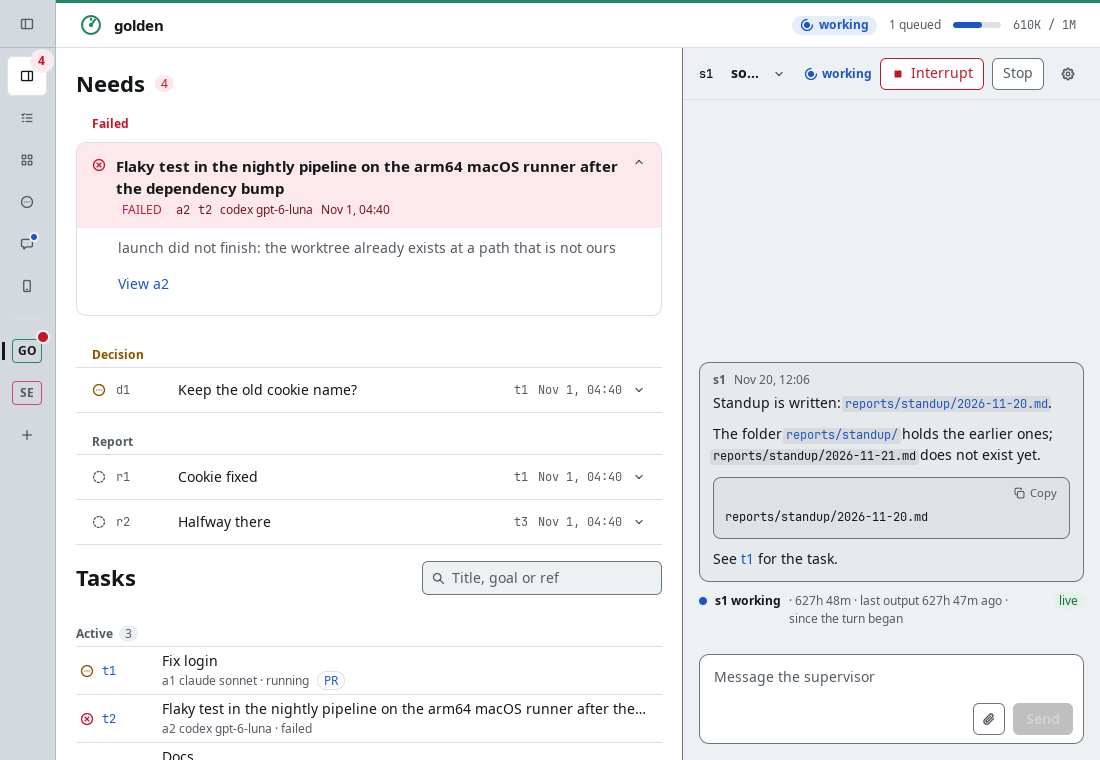 golden
working
1 queued
610K / 1M
4
GO
SE
Needs 4
Failed
Flaky test in the nightly pipeline on the arm64 macOS runner after
the dependency bump
FAILED a2 t2 codex gpt-6-luna Nov 1, 04:40
launch did not finish: the worktree already exists at a path that is not ours
View a2
Decision
d1 Keep the old cookie name? t1 Nov 1, 04:40
Report
r1 Cookie fixed t1 Nov 1, 04:40
r2 Halfway there t3 Nov 1, 04:40
Tasks
Title, goal or ref
Active 3
t1 Fix login
a1 claude sonnet · running PR
t2 Flaky test in the nightly pipeline on the arm64 macOS runner after the…
a2 codex gpt-6-luna · failed
Docs
s1 so… working Interrupt Stop
s1 Nov 20, 12:06
Standup is written: reports/standup/2026-11-20.md.
The folder reports/standup/ holds the earlier ones;
reports/standup/2026-11-21.md does not exist yet.
Copy
reports/standup/2026-11-20.md
See t1 for the task.
s1 working · 627h 48m · last output 627h 47m ago · live
since the turn began
Message the supervisor
Send